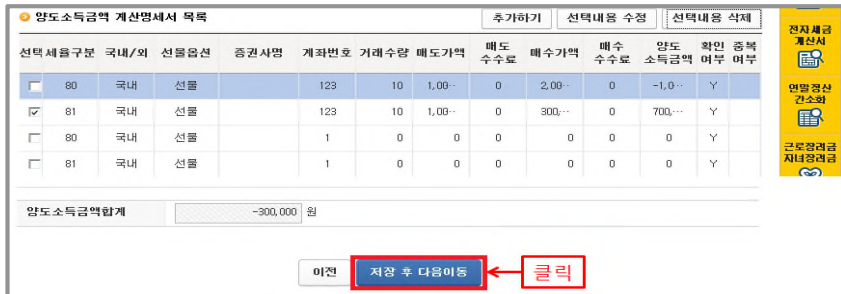 양도소득금액 계산명세서 목록
추가하기 선택내용 수정 선택내용 삭제
선택 세율구분 국내/외 선물옵션 증권사명 계좌번호 거래수량 매도가액 매도 수수료 매수가액 매수 수수료 양도 소득금액 확인 여부 중복 여부
80 국내 선물 123 10 1,00… 0 2,00… 0 -1,0… Y
81 국내 선물 123 10 1,00… 0 300,… 0 700,… Y
80 국내 선물 1 0 0 0 0 0 0 Y
81 국내 선물 1 0 0 0 0 0 0 Y
양도소득금액합계 -300,000 원
이전 저장 후 다음이동 클릭
전자세금
계산서
연말정산
간소화
근로장려금
자녀장려금